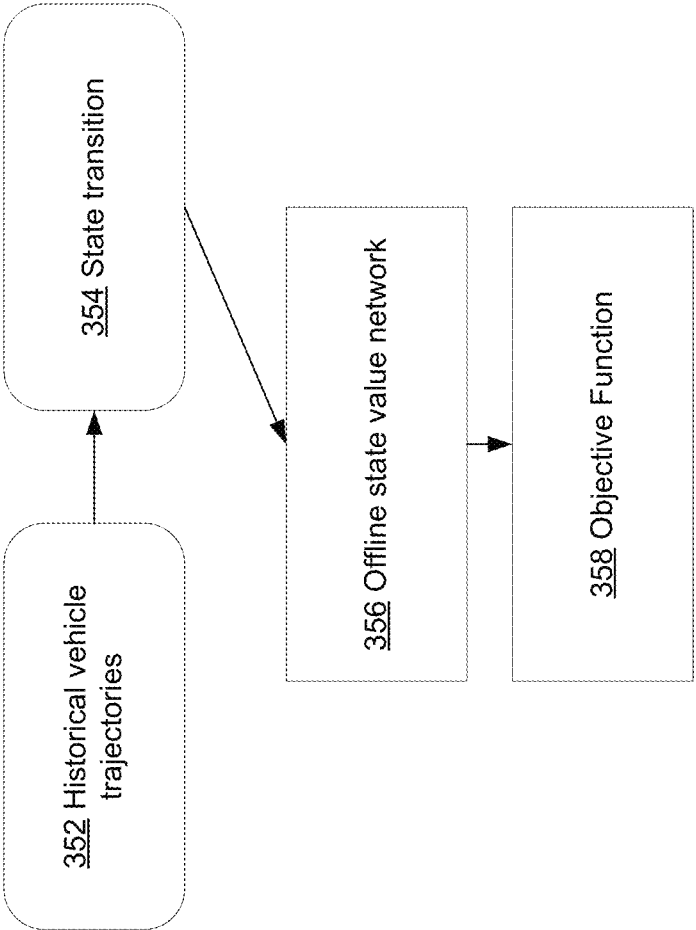 352 Historical vehicle
trajectories
354 State transition
356 Offline state value network
358 Objective Function